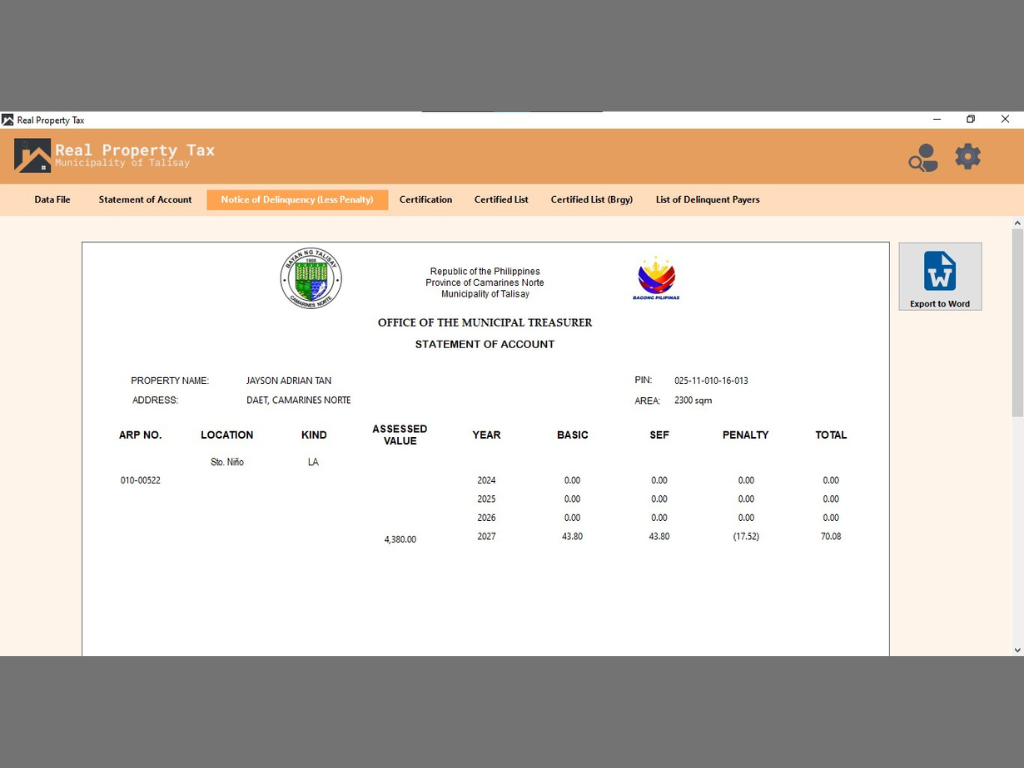 Real Property Tax
Real Property Tax
Municipality of Talisay
Data File Statement of Account Notice of Delinquency (Less Penalty) Certification Certified List Certified List (Brgy) List of Delinquent Payers
BAYAN NG TALISAY
CAMARINES NORTE
Republic of the Philippines
Province of Camarines Norte
Municipality of Talisay
BAGONG PILIPINAS
W
Export to Word
OFFICE OF THE MUNICIPAL TREASURER
STATEMENT OF ACCOUNT
PROPERTY NAME: JAYSON ADRIAN TAN PIN: 025-11-010-16-013
ADDRESS: DAET, CAMARINES NORTE AREA: 2300 sqm
ARP NO. LOCATION KIND ASSESSED VALUE YEAR BASIC SEF PENALTY TOTAL
Sto. Niño LA
010-00522 2024 0.00 0.00 0.00 0.00
2025 0.00 0.00 0.00 0.00
2026 0.00 0.00 0.00 0.00
4,380.00 2027 43.80 43.80 (17.52) 70.08